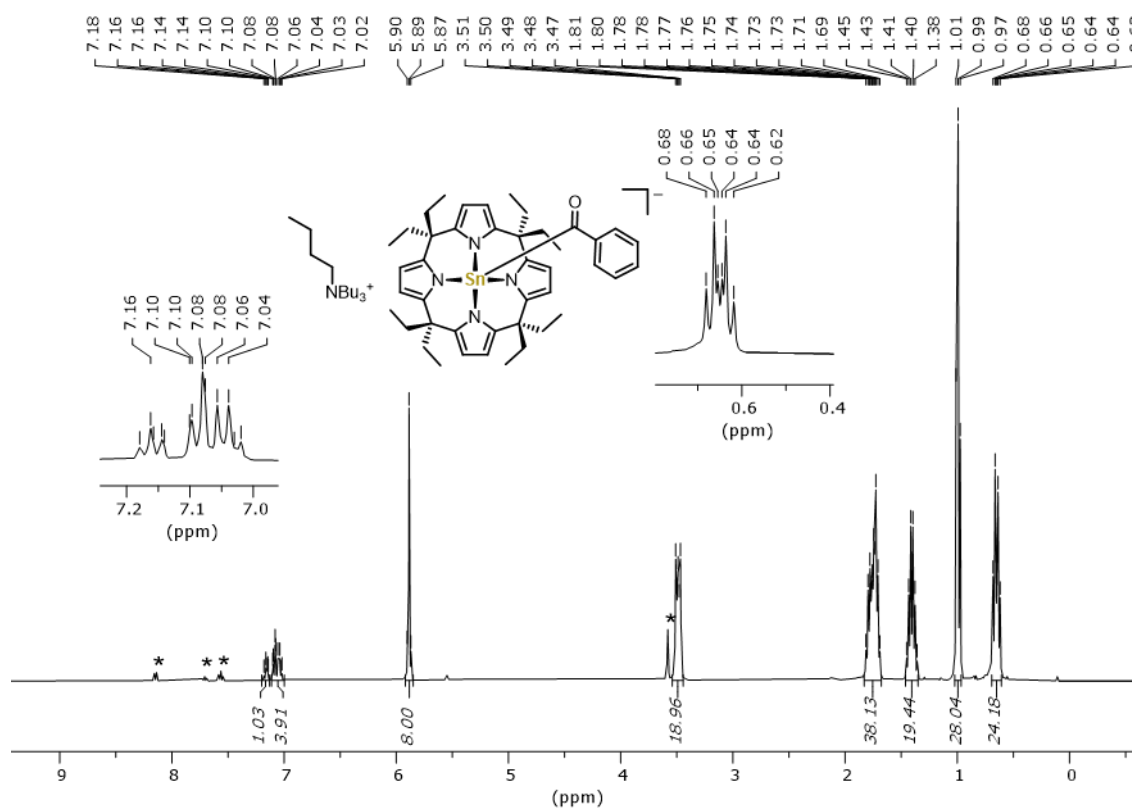 7.18 7.16 7.16 7.14 7.14 7.10 7.10 7.08 7.08 7.06 7.04 7.03 7.02 5.90 5.89 5.87 3.51 3.50 3.49 3.48 3.47 1.81 1.80 1.78 1.78 1.77 1.76 1.75 1.74 1.73 1.73 1.71 1.69 1.45 1.43 1.41 1.40 1.38 1.01 0.99 0.97 0.68 0.66 0.65 0.64 0.64
0.68 0.66 0.65 0.64 0.64 0.62
O
N
N Sn N
N
NBu₃⁺
−
7.16 7.10 7.10 7.08 7.08 7.06 7.04
0.6 0.4
(ppm)
7.2 7.1 7.0
(ppm)
* * * *
1.03 3.91 8.00 18.96 38.13 19.44 28.04 24.18
9 8 7 6 5 4 3 2 1 0
(ppm)